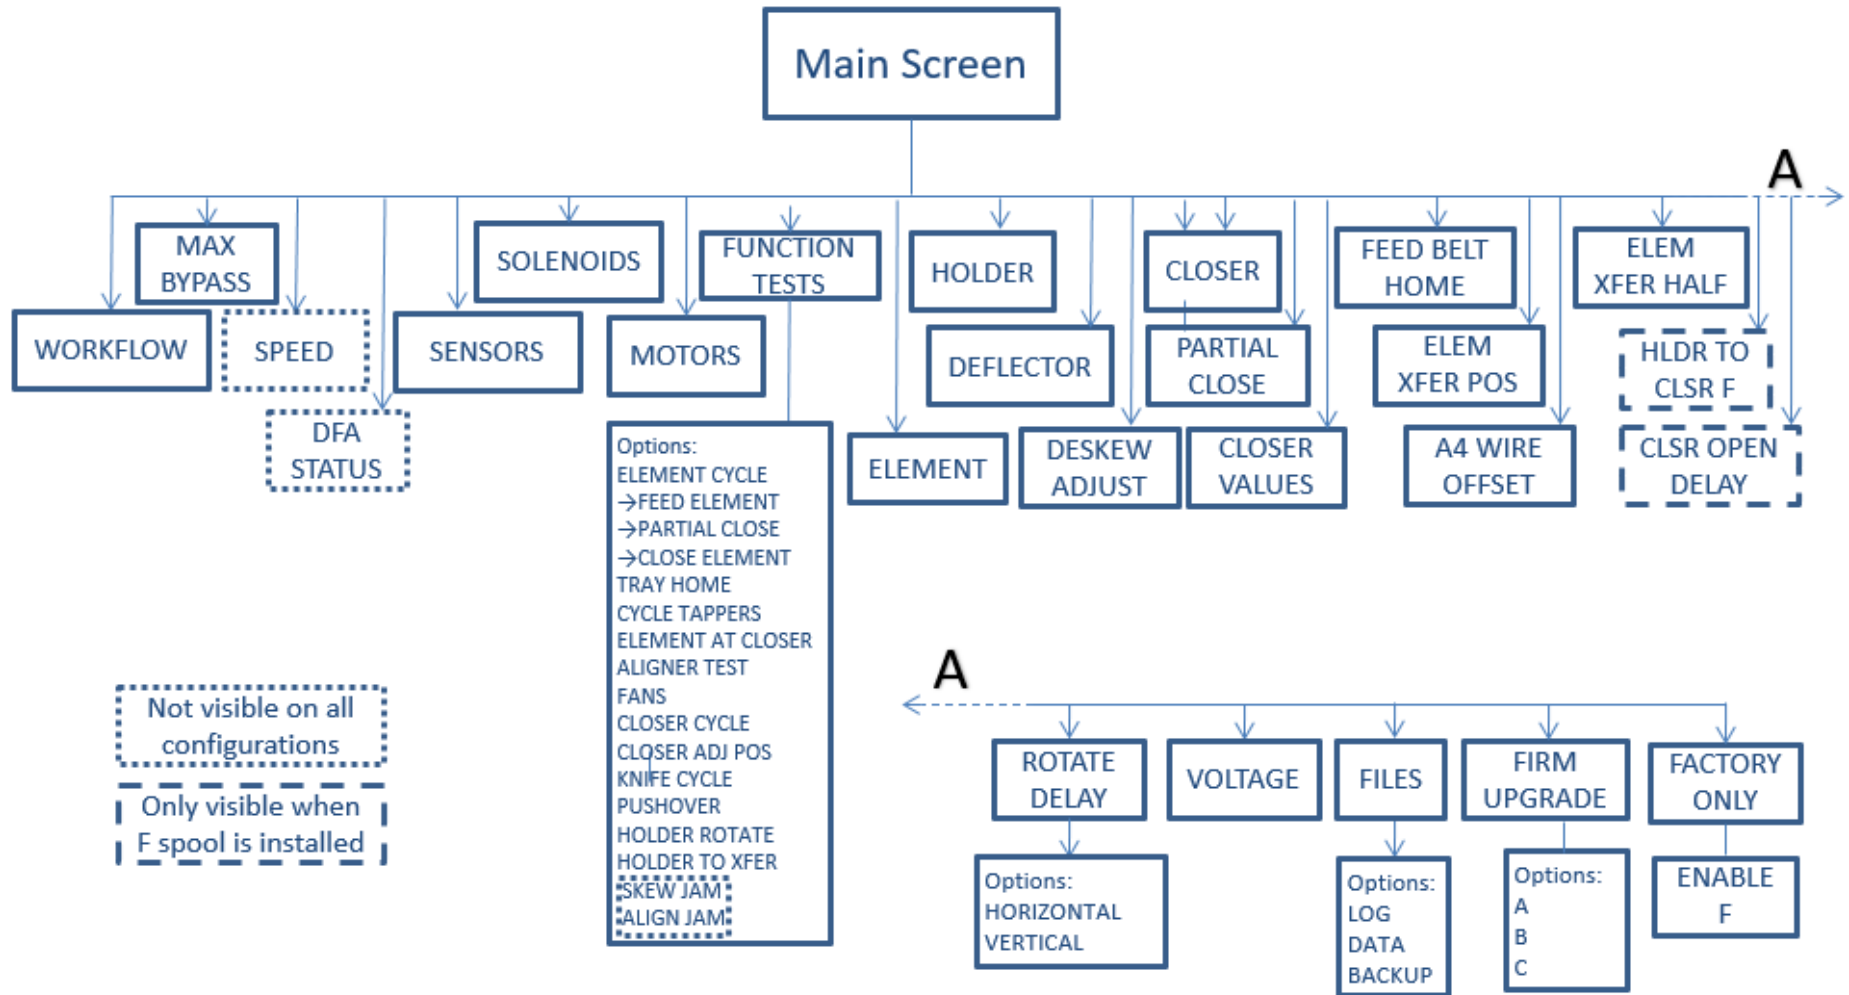 Main Screen
A
MAX
BYPASS
SOLENOIDS
FUNCTION
TESTS
HOLDER
CLOSER
FEED BELT
HOME
ELEM
XFER HALF
WORKFLOW
SPEED
SENSORS
MOTORS
DEFLECTOR
PARTIAL
CLOSE
ELEM
XFER POS
HLDR TO
CLSR F
DFA
STATUS
ELEMENT
DESKEW
ADJUST
CLOSER
VALUES
A4 WIRE
OFFSET
CLSR OPEN
DELAY
Options:
ELEMENT CYCLE
→FEED ELEMENT
→PARTIAL CLOSE
→CLOSE ELEMENT
TRAY HOME
CYCLE TAPPERS
ELEMENT AT CLOSER
ALIGNER TEST
FANS
CLOSER CYCLE
CLOSER ADJ POS
KNIFE CYCLE
PUSHOVER
HOLDER ROTATE
HOLDER TO XFER
SKEW JAM
ALIGN JAM
Not visible on all
configurations
Only visible when
F spool is installed
A
ROTATE
DELAY
VOLTAGE
FILES
FIRM
UPGRADE
FACTORY
ONLY
Options:
HORIZONTAL
VERTICAL
Options:
LOG
DATA
BACKUP
Options:
A
B
C
ENABLE
F